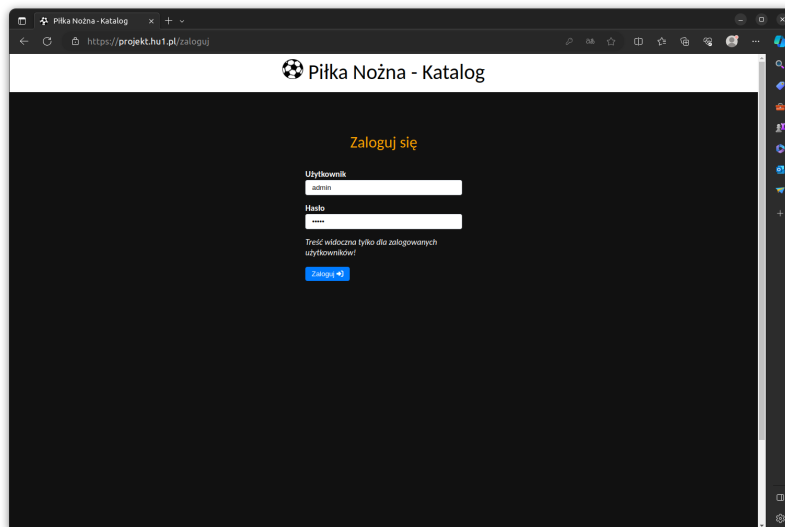 Piłka Nożna - Katalog
https://projekt.hu1.pl/zaloguj
Piłka Nożna - Katalog
Zaloguj się
Użytkownik
admin
Hasło
•••••
Treść widoczna tylko dla zalogowanych
użytkowników!
Zaloguj